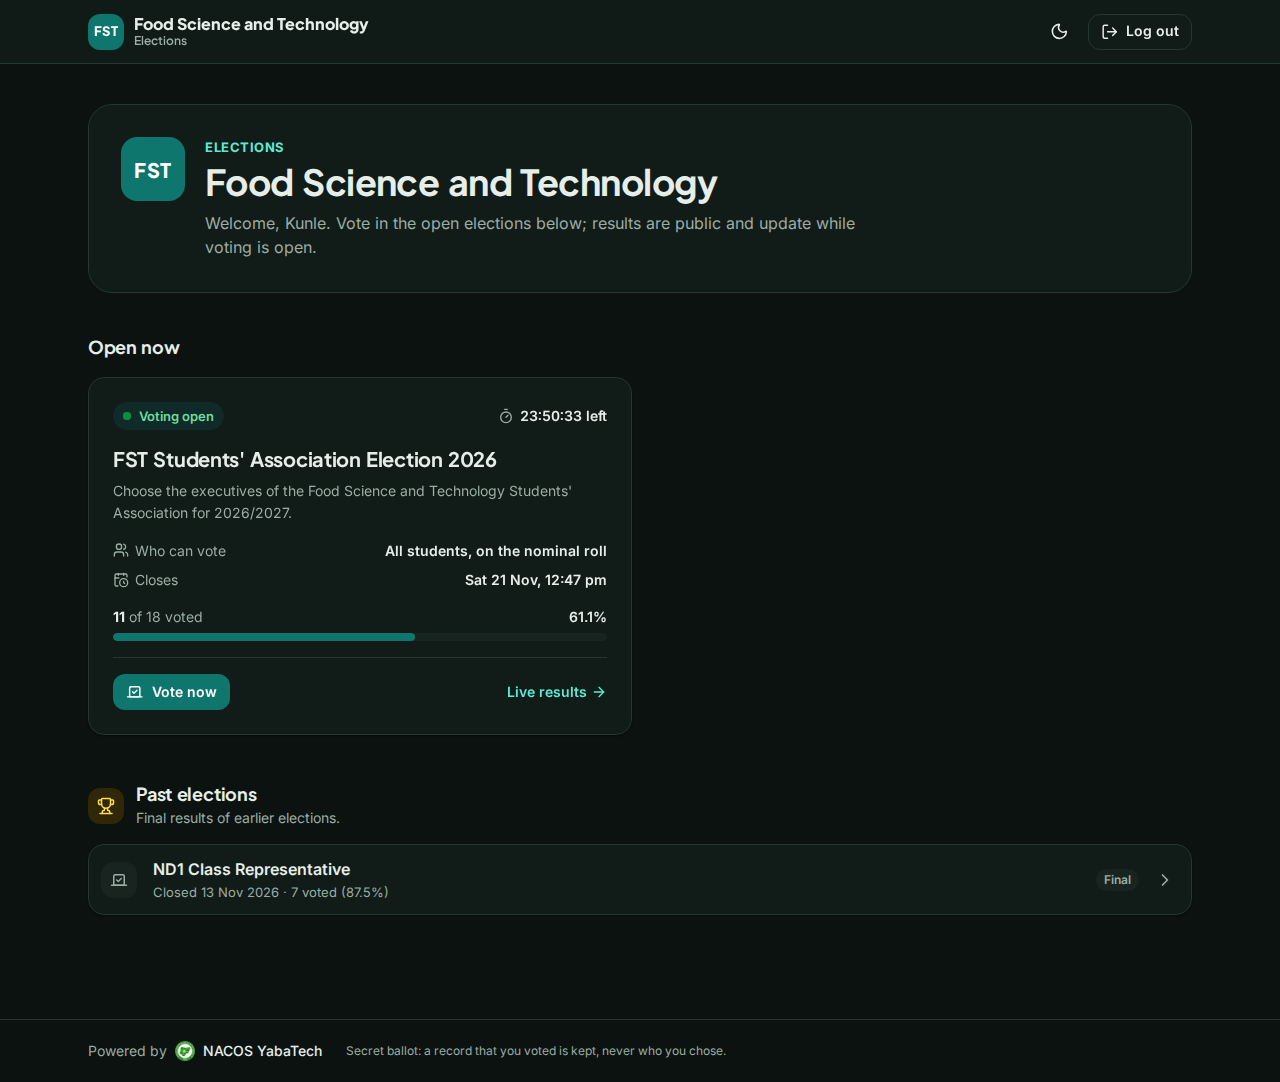 FST
Food Science and Technology
Elections
Log out
FST
ELECTIONS
Food Science and Technology
Welcome, Kunle. Vote in the open elections below; results are public and update while
voting is open.
Open now
Voting open
23:50:33 left
FST Students' Association Election 2026
Choose the executives of the Food Science and Technology Students'
Association for 2026/2027.
Who can vote
All students, on the nominal roll
Closes
Sat 21 Nov, 12:47 pm
11 of 18 voted
61.1%
Vote now
Live results
Past elections
Final results of earlier elections.
ND1 Class Representative
Closed 13 Nov 2026 · 7 voted (87.5%)
Final
Powered by
NACOS YabaTech
Secret ballot: a record that you voted is kept, never who you chose.